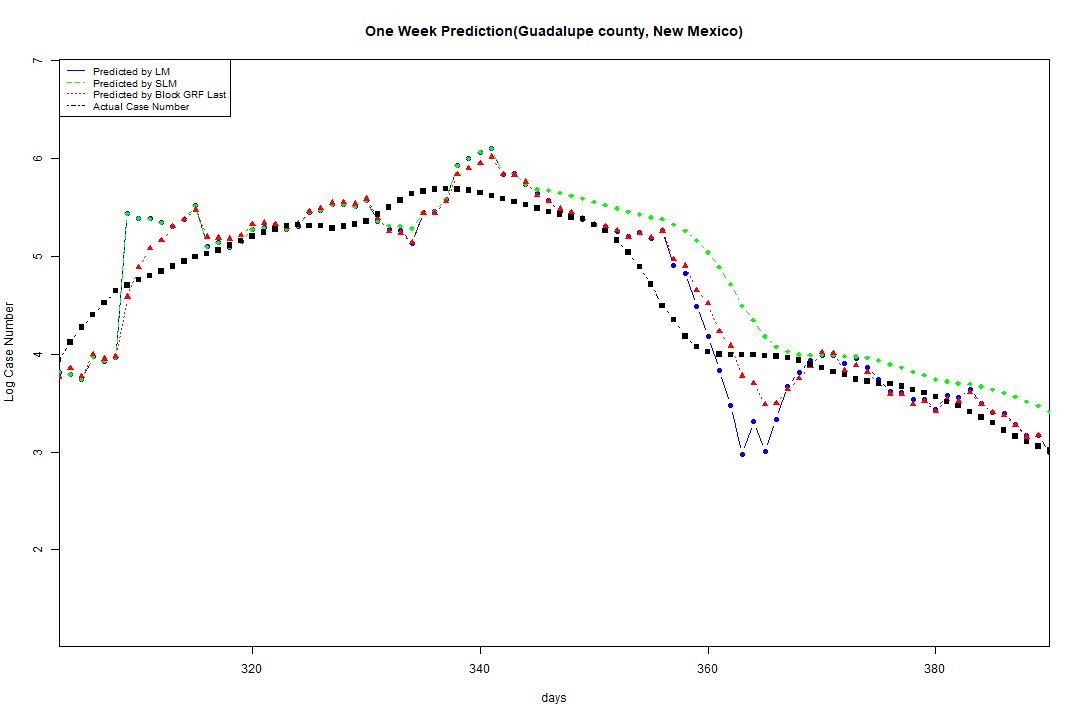 One Week Prediction(Guadalupe county, New Mexico)
7
Predicted by LM
Predicted by SLM
Predicted by Block GRF Last
Actual Case Number
6
5
4
3
2
Log Case Number
320 340 360 380
days